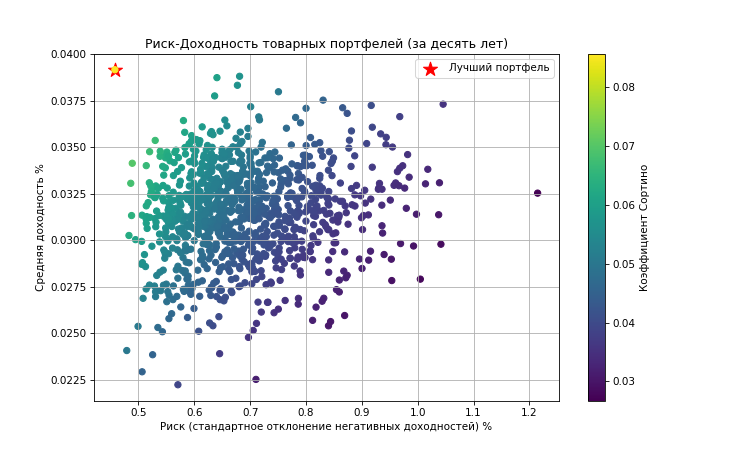 Риск-Доходность товарных портфелей (за десять лет)
Лучший портфель
Средняя доходность %
0.0400
0.0375
0.0350
0.0325
0.0300
0.0275
0.0250
0.0225
0.5 0.6 0.7 0.8 0.9 1.0 1.1 1.2
Риск (стандартное отклонение негативных доходностей) %
0.08
0.07
0.06
0.05
0.04
0.03
Коэффициент Сортино